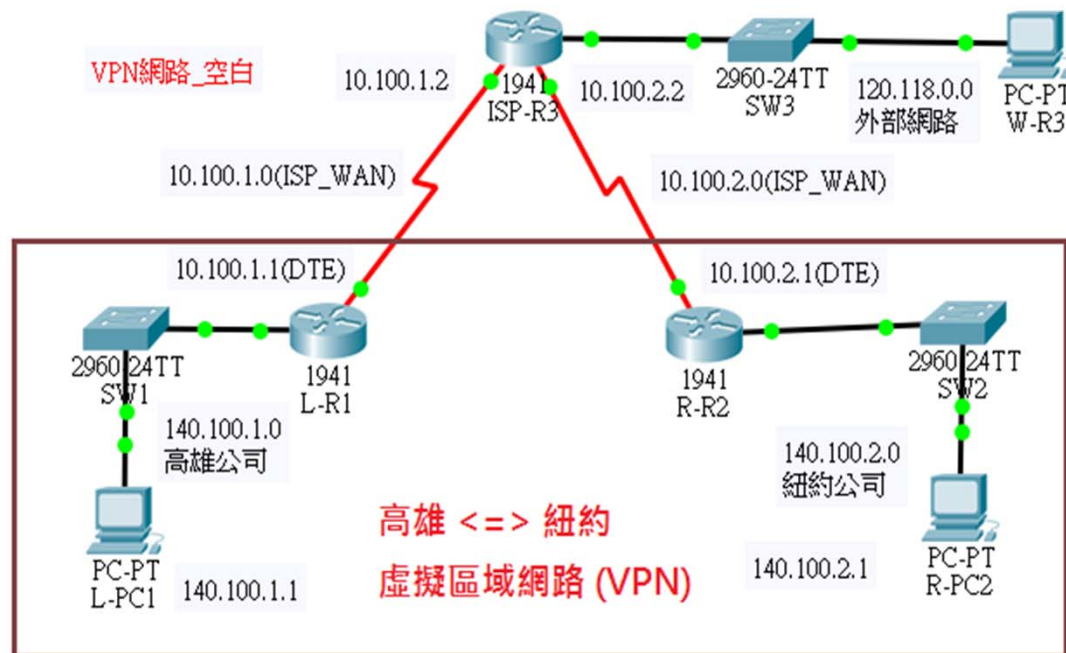 VPN網路_空白
10.100.1.2
1941
ISP-R3
10.100.2.2
2960-24TT
SW3
120.118.0.0
外部網路
PC-PT
W-R3
10.100.1.0(ISP_WAN)
10.100.2.0(ISP_WAN)
10.100.1.1(DTE)
10.100.2.1(DTE)
2960-24TT
SW1
1941
L-R1
1941
R-R2
2960-24TT
SW2
140.100.1.0
高雄公司
140.100.2.0
紐約公司
PC-PT
L-PC1
140.100.1.1
高雄 <=> 紐約
虛擬區域網路 (VPN)
140.100.2.1
PC-PT
R-PC2